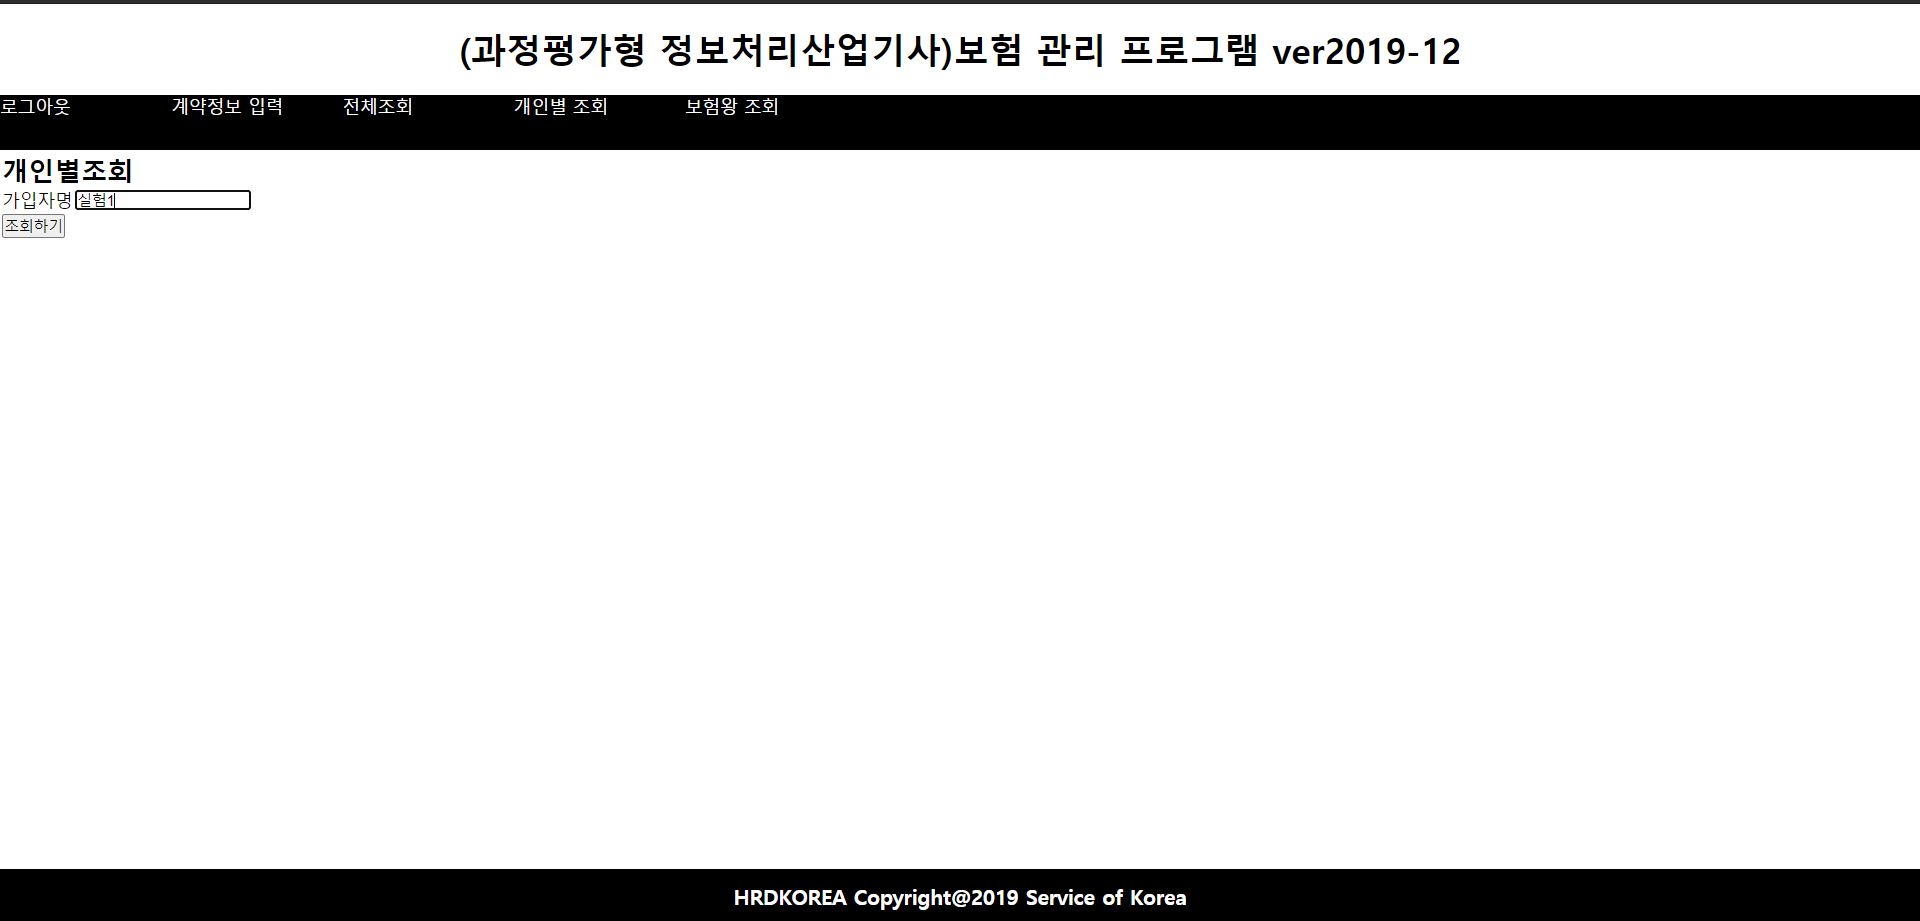 (과정평가형 정보처리산업기사)보험 관리 프로그램 ver2019-12
로그아웃 계약정보 입력 전체조회 개인별 조회 보험왕 조회
개인별조회
가입자명 실험1
조회하기
HRDKOREA Copyright@2019 Service of Korea